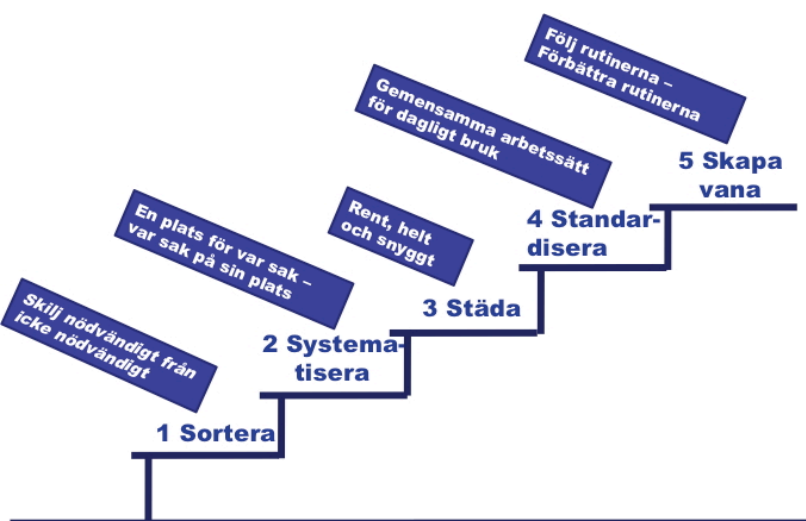 Följ rutinerna –
Förbättra rutinerna
5 Skapa
vana
Gemensamma arbetssätt
för dagligt bruk
4 Standar-
disera
Rent, helt
och snyggt
3 Städa
En plats för var sak –
var sak på sin plats
2 Systema-
tisera
Skilj nödvändigt från
icke nödvändigt
1 Sortera